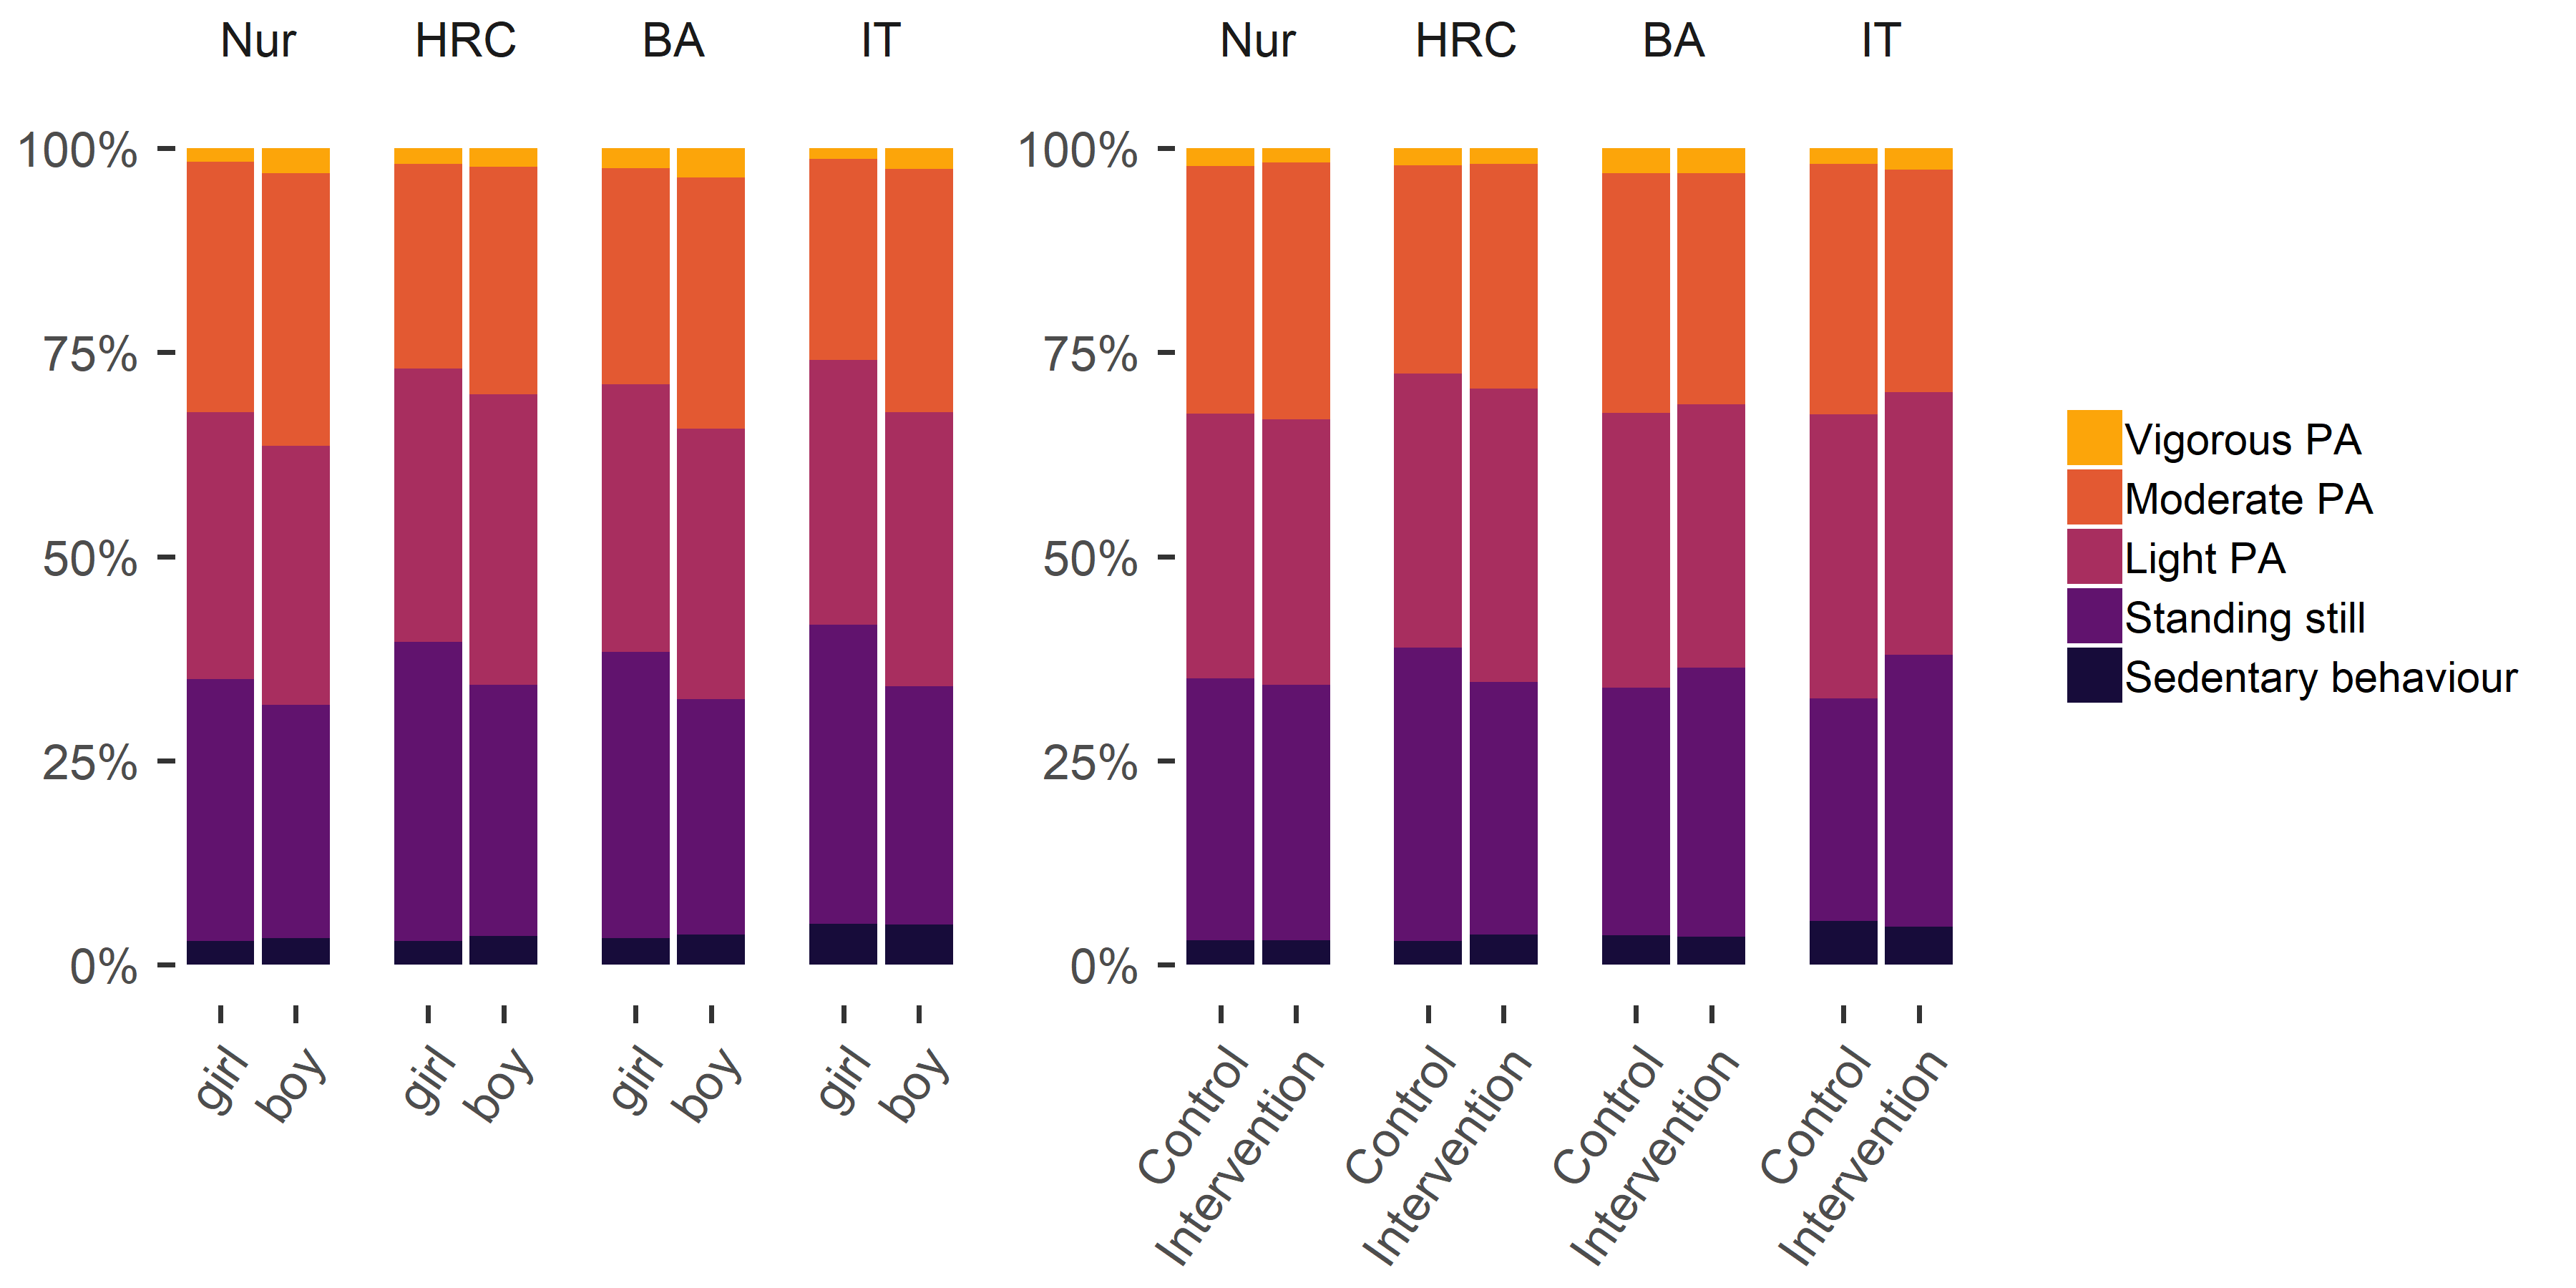 Nur HRC BA IT
100%
75%
50%
25%
0%
girl boy girl boy girl boy girl boy
Nur HRC BA IT
100%
75%
50%
25%
0%
Control Intervention Control Intervention Control Intervention Control Intervention
Vigorous PA
Moderate PA
Light PA
Standing still
Sedentary behaviour